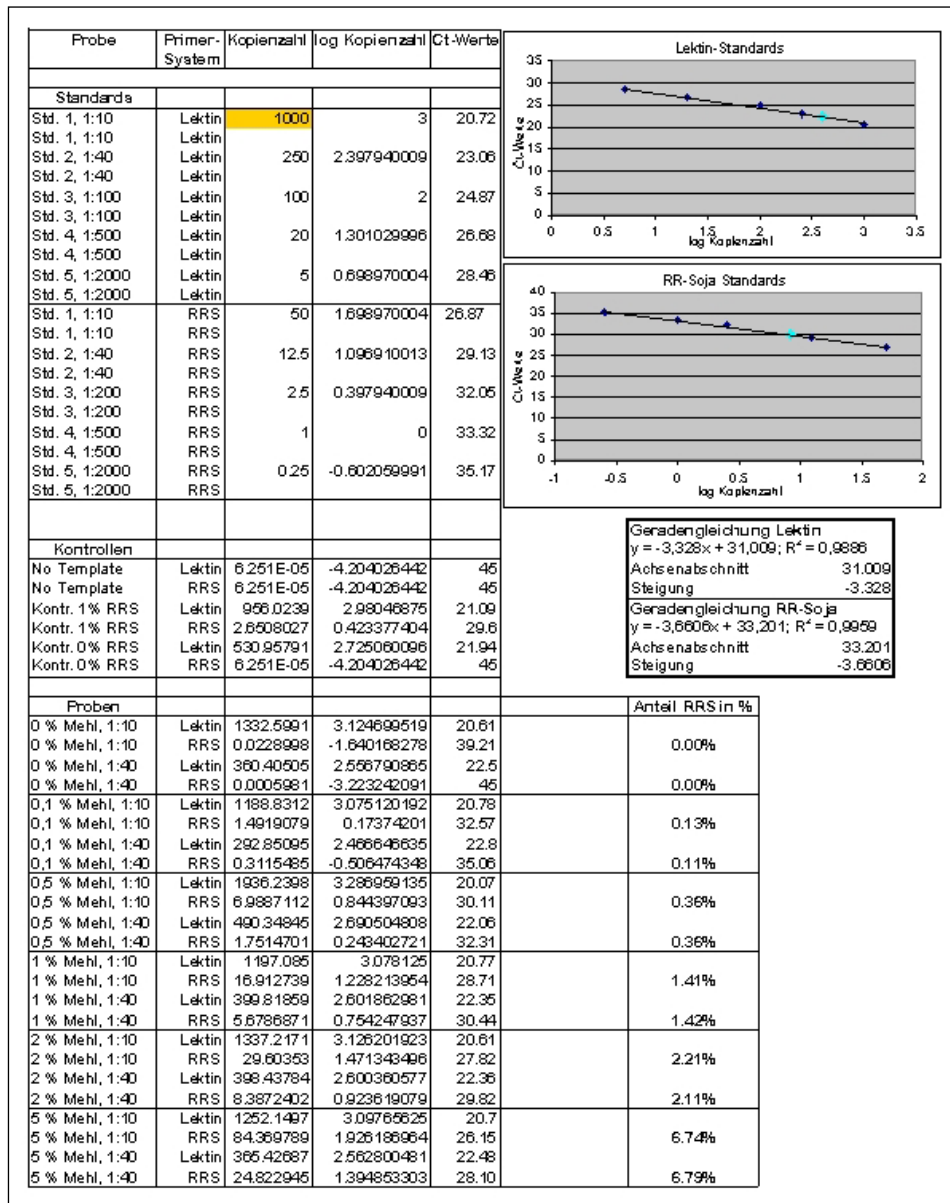 Probe Primer-System Kopienzahl log Kopienzahl Ct-Werte
Standards
Std. 1, 1:10 Lektin 1000 3 20.72
Std. 1, 1:10 Lektin
Std. 2, 1:40 Lektin 250 2.397940009 23.06
Std. 2, 1:40 Lektin
Std. 3, 1:100 Lektin 100 2 24.87
Std. 3, 1:100 Lektin
Std. 4, 1:500 Lektin 20 1.301029996 26.68
Std. 4, 1:500 Lektin
Std. 5, 1:2000 Lektin 5 0.698970004 28.46
Std. 5, 1:2000 Lektin
Std. 1, 1:10 RRS 50 1.698970004 26.87
Std. 1, 1:10 RRS
Std. 2, 1:40 RRS 12.5 1.096910013 29.13
Std. 2, 1:40 RRS
Std. 3, 1:200 RRS 2.5 0.397940009 32.05
Std. 3, 1:200 RRS
Std. 4, 1:500 RRS 1 0 33.32
Std. 4, 1:500 RRS
Std. 5, 1:2000 RRS 0.25 -0.602059991 35.17
Std. 5, 1:2000 RRS
Lektin-Standards
Ct-Werte
35
30
25
20
15
10
5
0
0 0.5 1 1.5 2 2.5 3 3.5
log Kopienzahl
RR-Soja Standards
Ct-Werte
40
35
30
25
20
15
10
5
0
-1 -0.5 0 0.5 1 1.5 2
log Kopienzahl
Geradengleichung Lektin
y = -3,328x + 31,009; R² = 0,9886
Achsenabschnitt 31.009
Steigung -3.328
Geradengleichung RR-Soja
y = -3,6606x + 33,201; R² = 0,9959
Achsenabschnitt 33.201
Steigung -3.6606
Kontrollen
No Template Lektin 6.251E-05 -4.204026442 45
No Template RRS 6.251E-05 -4.204026442 45
Kontr. 1% RRS Lektin 956.0239 2.98046875 21.09
Kontr. 1% RRS RRS 2.6508027 0.423377404 29.6
Kontr. 0% RRS Lektin 530.95791 2.725060096 21.94
Kontr. 0% RRS RRS 6.251E-05 -4.204026442 45
Proben Anteil RRS in %
0 % Mehl, 1:10 Lektin 1332.5991 3.124699519 20.61
0 % Mehl, 1:10 RRS 0.0228998 -1.640168278 39.21 0.00%
0 % Mehl, 1:40 Lektin 360.40505 2.556790865 22.5
0 % Mehl, 1:40 RRS 0.0005981 -3.223242091 45 0.00%
0,1 % Mehl, 1:10 Lektin 1188.8312 3.075120192 20.78
0,1 % Mehl, 1:10 RRS 1.4919079 0.17374201 32.57 0.13%
0,1 % Mehl, 1:40 Lektin 292.85095 2.466646635 22.8
0,1 % Mehl, 1:40 RRS 0.3115485 -0.506474348 35.06 0.11%
0,5 % Mehl, 1:10 Lektin 1936.2398 3.286959135 20.07
0,5 % Mehl, 1:10 RRS 6.9887112 0.844397093 30.11 0.36%
0,5 % Mehl, 1:40 Lektin 490.34845 2.690504808 22.06
0,5 % Mehl, 1:40 RRS 1.7514701 0.243402721 32.31 0.36%
1 % Mehl, 1:10 Lektin 1197.085 3.078125 20.77
1 % Mehl, 1:10 RRS 16.912739 1.228213954 28.71 1.41%
1 % Mehl, 1:40 Lektin 399.81859 2.601862981 22.35
1 % Mehl, 1:40 RRS 5.6786871 0.754247937 30.44 1.42%
2 % Mehl, 1:10 Lektin 1337.2171 3.126201923 20.61
2 % Mehl, 1:10 RRS 29.60353 1.471343496 27.82 2.21%
2 % Mehl, 1:40 Lektin 398.43784 2.600360577 22.36
2 % Mehl, 1:40 RRS 8.3872402 0.923619079 29.82 2.11%
5 % Mehl, 1:10 Lektin 1252.1497 3.09765625 20.7
5 % Mehl, 1:10 RRS 84.369789 1.926186964 26.15 6.74%
5 % Mehl, 1:40 Lektin 365.42687 2.562800481 22.48
5 % Mehl, 1:40 RRS 24.822945 1.394853303 28.10 6.79%